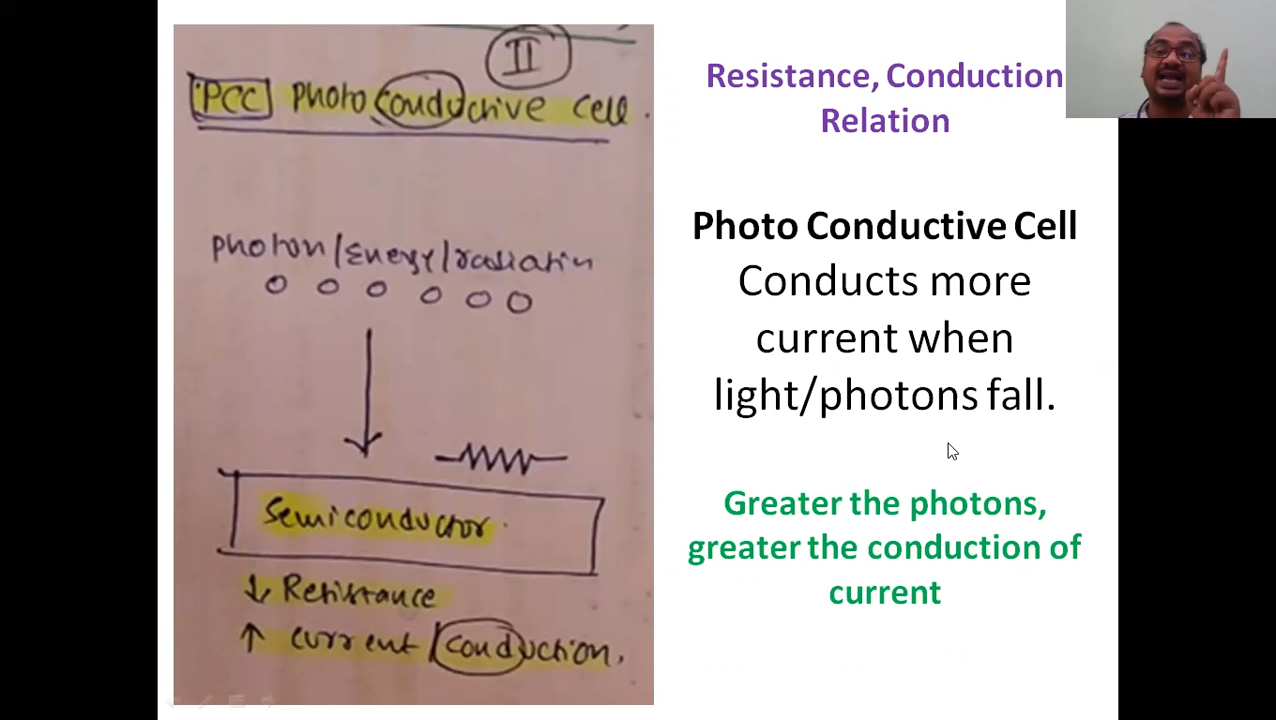 II
PCC Photo conductive cell.
Photon/Energy/radiatin
Semiconductor
↓ Resistance
↑ current/conduction.
Resistance, Conduction
Relation
Photo Conductive Cell
Conducts more
current when
light/photons fall.
Greater the photons,
greater the conduction of
current